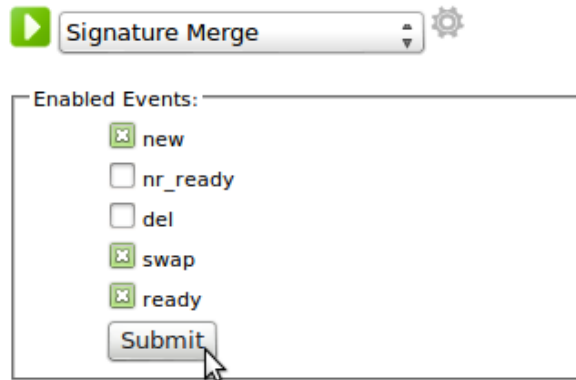 Signature Merge
Enabled Events:
new
nr_ready
del
swap
ready
Submit